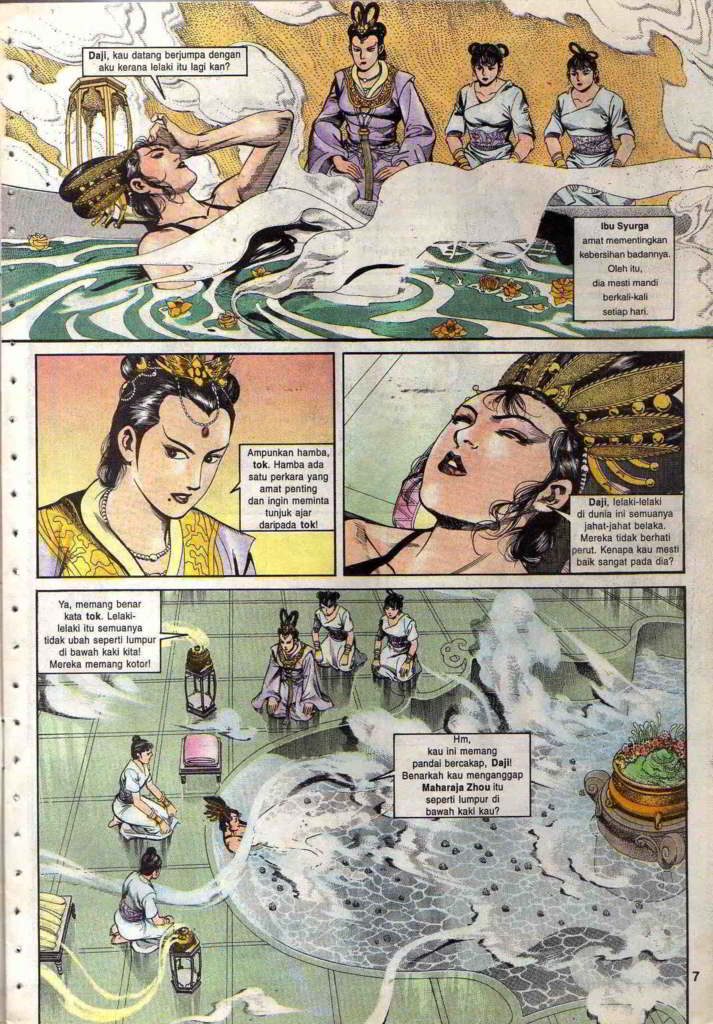 Daji, kau datang berjumpa dengan
aku kerana lelaki itu lagi kan?
Ibu Syurga
amat mementingkan
kebersihan badannya.
Oleh itu,
dia mesti mandi
berkali-kali
setiap hari.
Ampunkan hamba,
tok. Hamba ada
satu perkara yang
amat penting
dan ingin meminta
tunjuk ajar
daripada tok!
Daji, lelaki-lelaki
di dunia ini semuanya
jahat-jahat belaka.
Mereka tidak berhati
perut. Kenapa kau mesti
baik sangat pada dia?
Ya, memang benar
kata tok. Lelaki-
lelaki itu semuanya
tidak ubah seperti lumpur
di bawah kaki kita!
Mereka memang kotor!
Hm,
kau ini memang
pandai bercakap, Daji!
Benarkah kau menganggap
Maharaja Zhou itu
seperti lumpur di
bawah kaki kau?
7